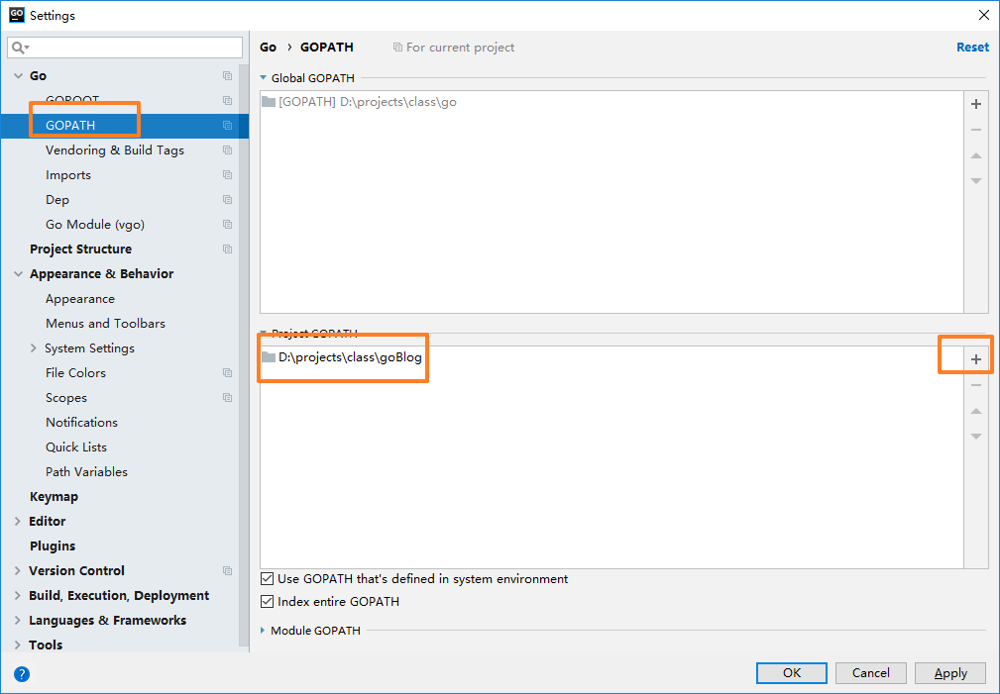 GO
Settings
Go
GOROOT
GOPATH
Vendoring & Build Tags
Imports
Dep
Go Module (vgo)
Project Structure
Appearance & Behavior
Appearance
Menus and Toolbars
System Settings
File Colors
Scopes
Notifications
Quick Lists
Path Variables
Keymap
Editor
Plugins
Version Control
Build, Execution, Deployment
Languages & Frameworks
Tools
?
Go › GOPATH For current project Reset
Global GOPATH
[GOPATH] D:\projects\class\go
Project GOPATH
D:\projects\class\goBlog
Use GOPATH that's defined in system environment
Index entire GOPATH
Module GOPATH
OK Cancel Apply